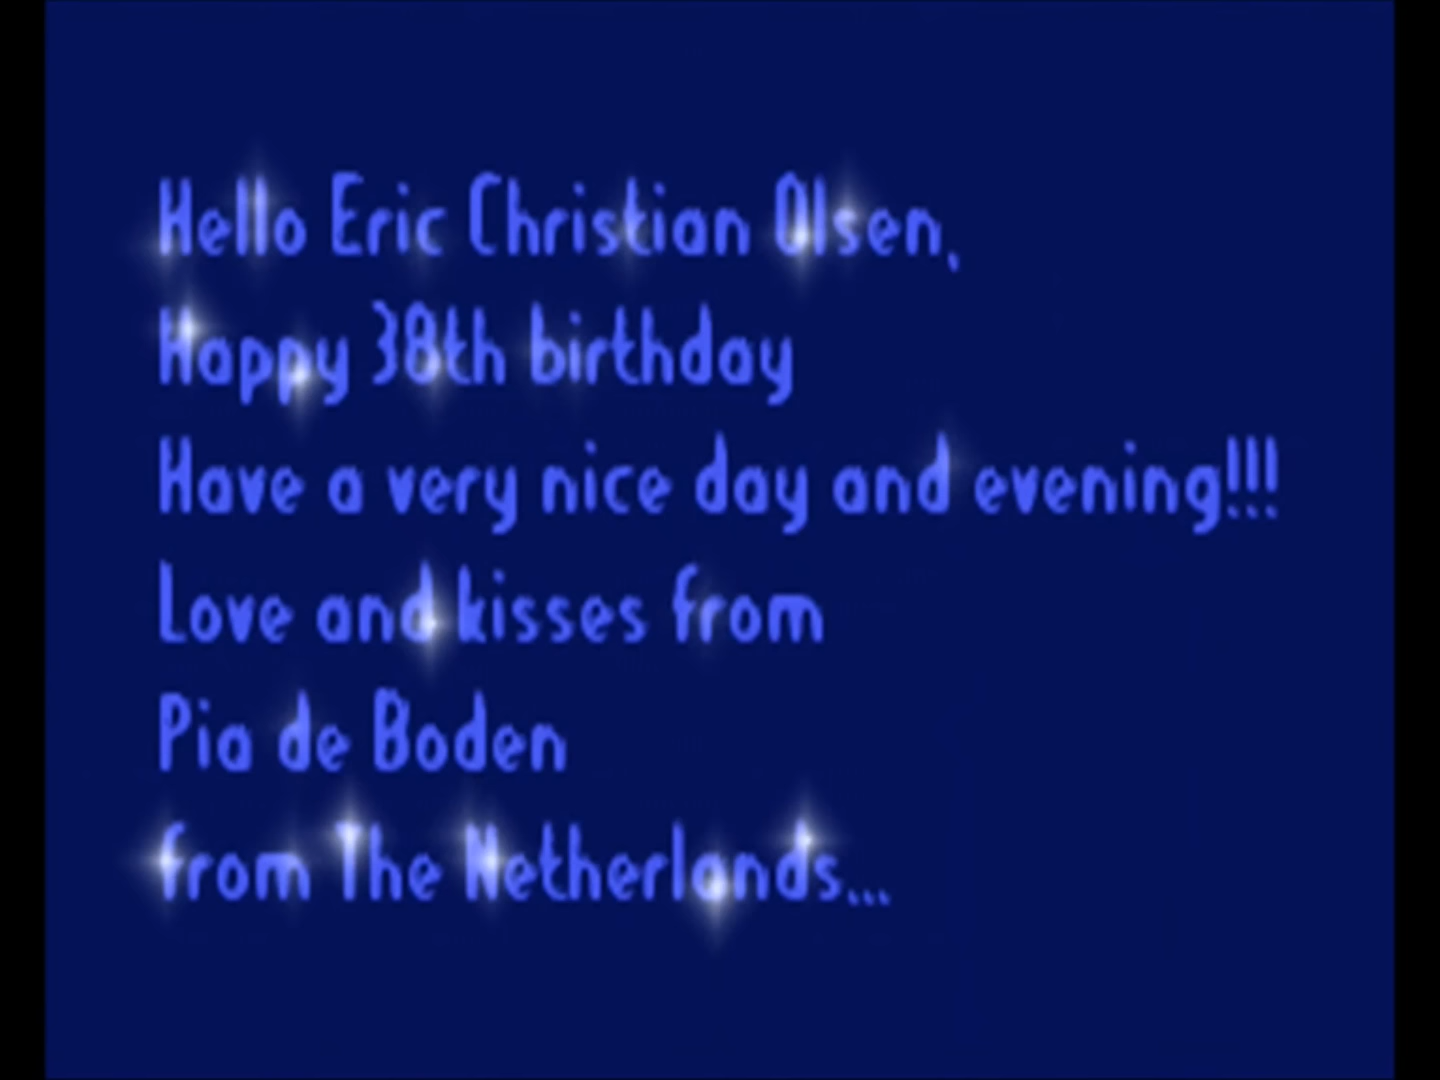 Hello Eric Christian Olsen,
Happy 38th birthday
Have a very nice day and evening!!!
Love and kisses from
Pia de Boden
from The Netherlands...